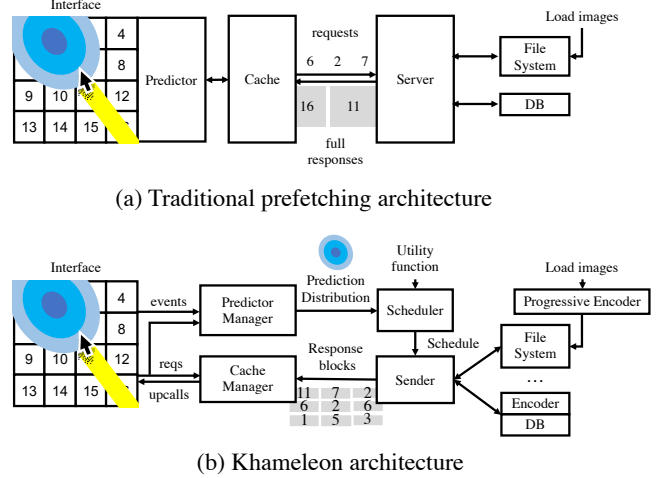 Interface
4
8
9 10 12
13 14 15
Predictor
Cache
requests
6 2 7
16 11
full
responses
Server
Load images
File
System
DB
(a) Traditional prefetching architecture
Interface
4
8
9 10 12
13 14 15
events
reqs
upcalls
Predictor
Manager
Cache
Manager
Prediction
Distribution
Utility
function
Scheduler
Schedule
Response
blocks
11 7 2
6 2 6
1 5 3
Sender
Load images
Progressive Encoder
File
System
...
Encoder
DB
(b) Khameleon architecture